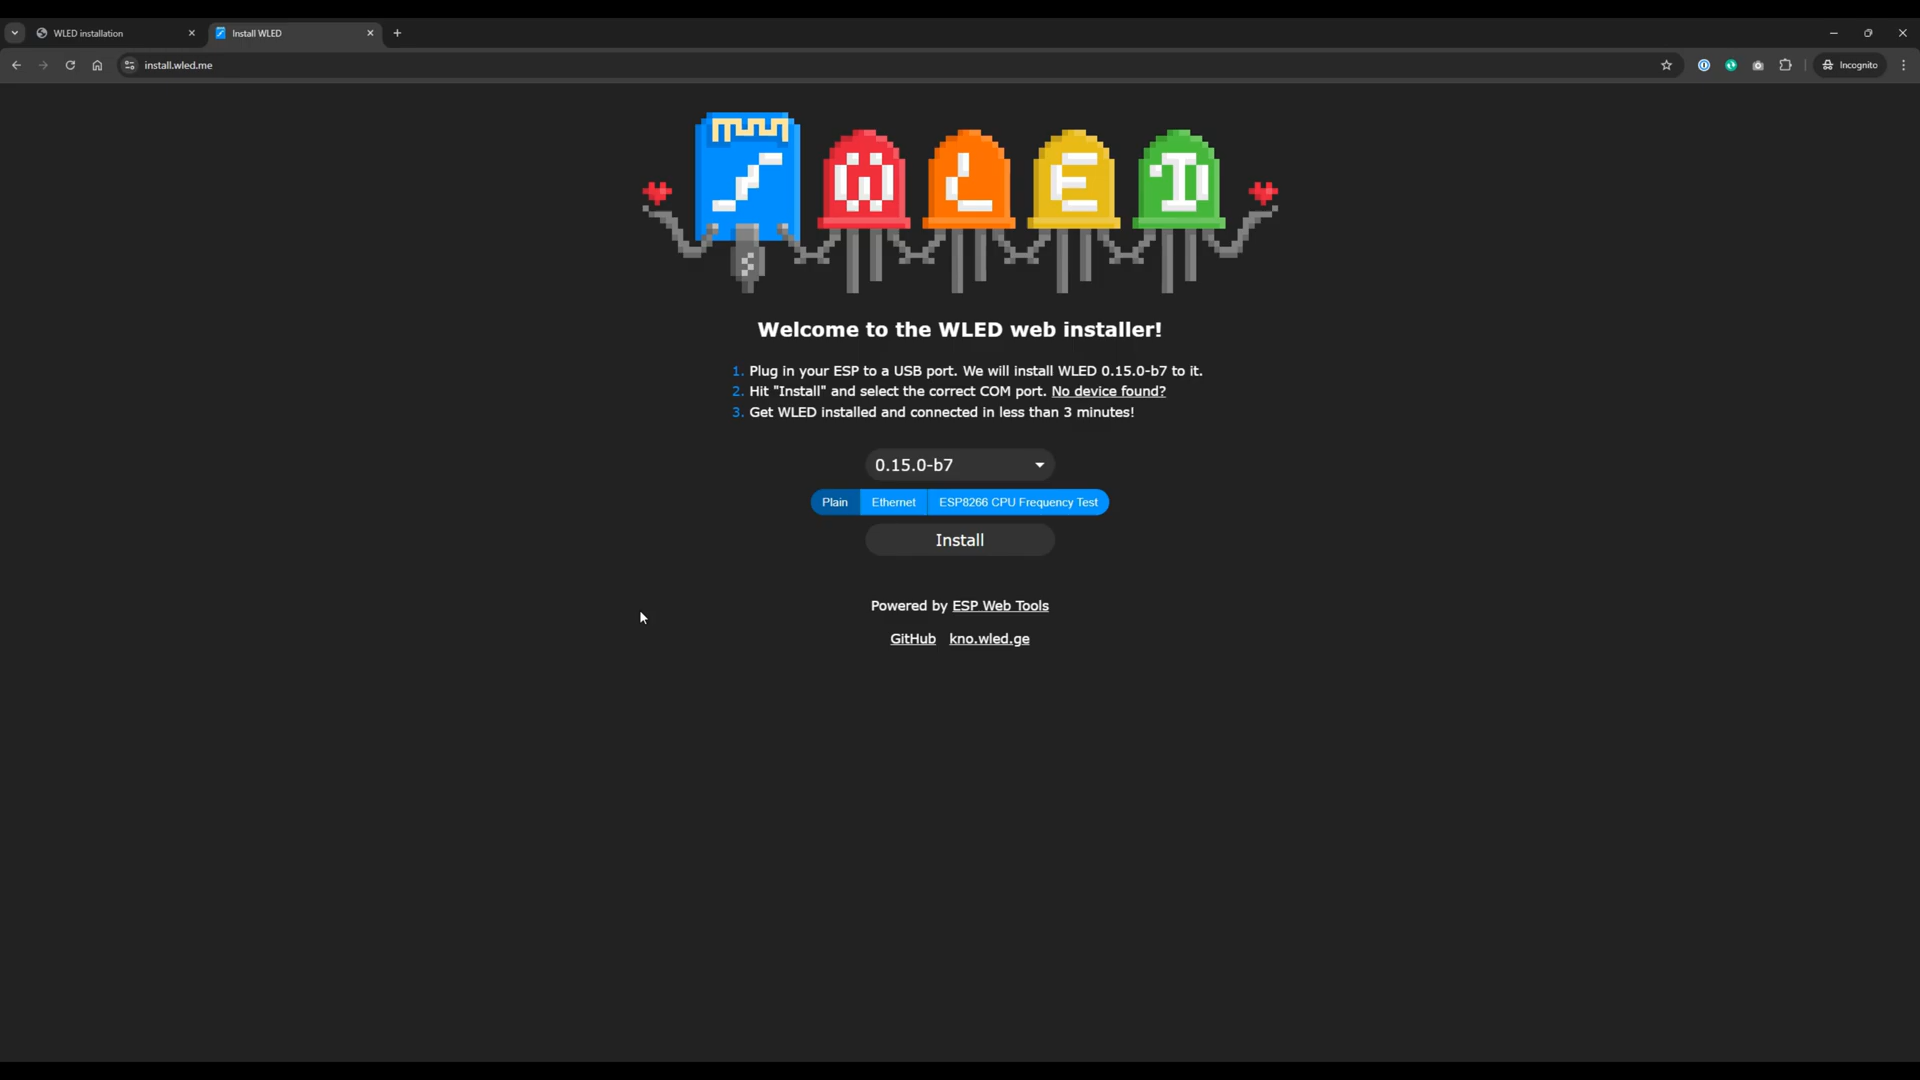 WLED installation
Install WLED
install.wled.me
Incognito
WLED
Welcome to the WLED web installer!
1. Plug in your ESP to a USB port. We will install WLED 0.15.0-b7 to it.
2. Hit "Install" and select the correct COM port. No device found?
3. Get WLED installed and connected in less than 3 minutes!
0.15.0-b7
Plain Ethernet ESP8266 CPU Frequency Test
Install
Powered by ESP Web Tools
GitHub kno.wled.ge